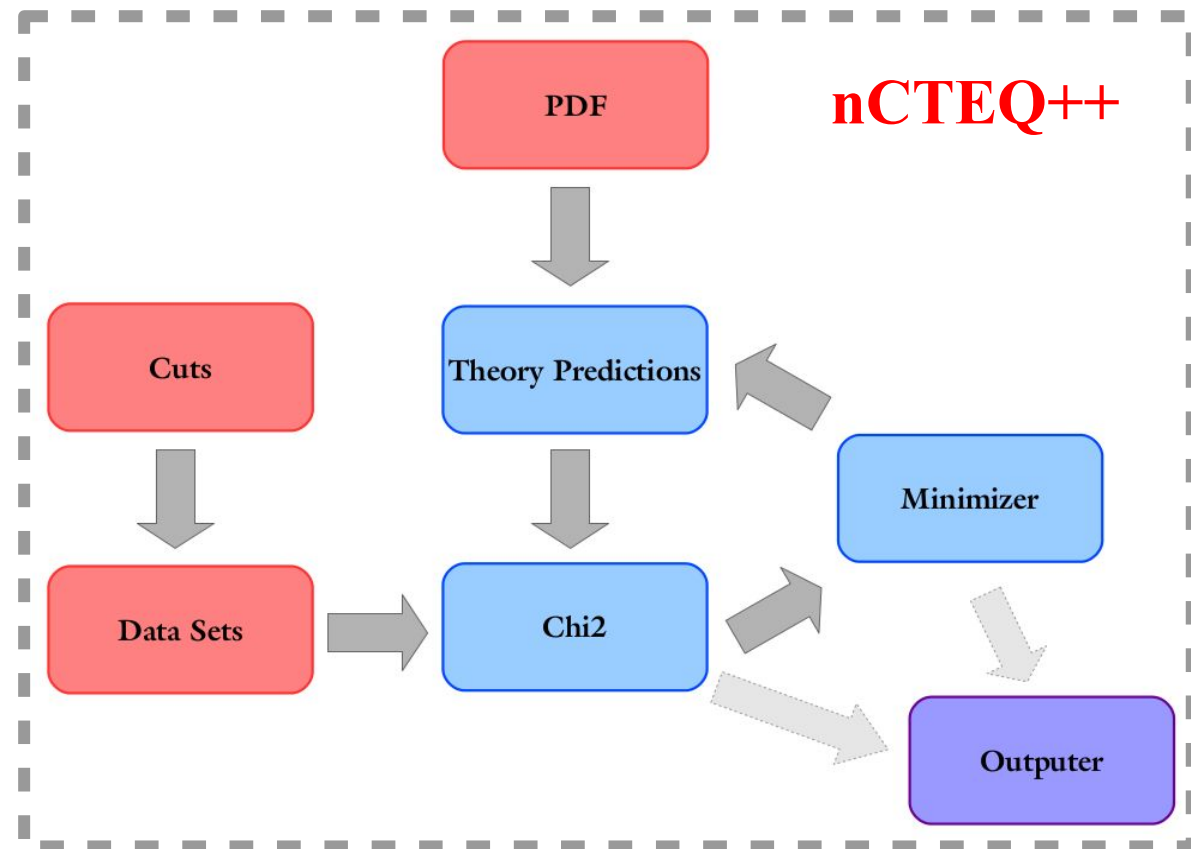 PDF
nCTEQ++
Cuts
Theory Predictions
Minimizer
Data Sets
Chi2
Outputer